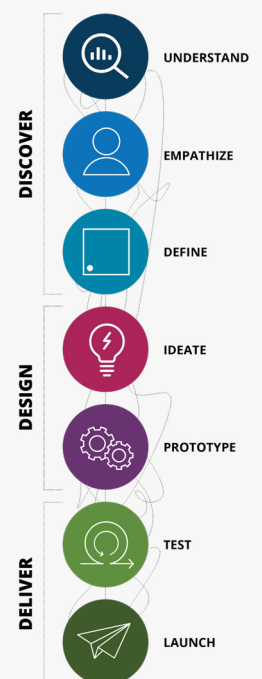 DISCOVER
UNDERSTAND
EMPATHIZE
DEFINE
DESIGN
IDEATE
PROTOTYPE
DELIVER
TEST
LAUNCH